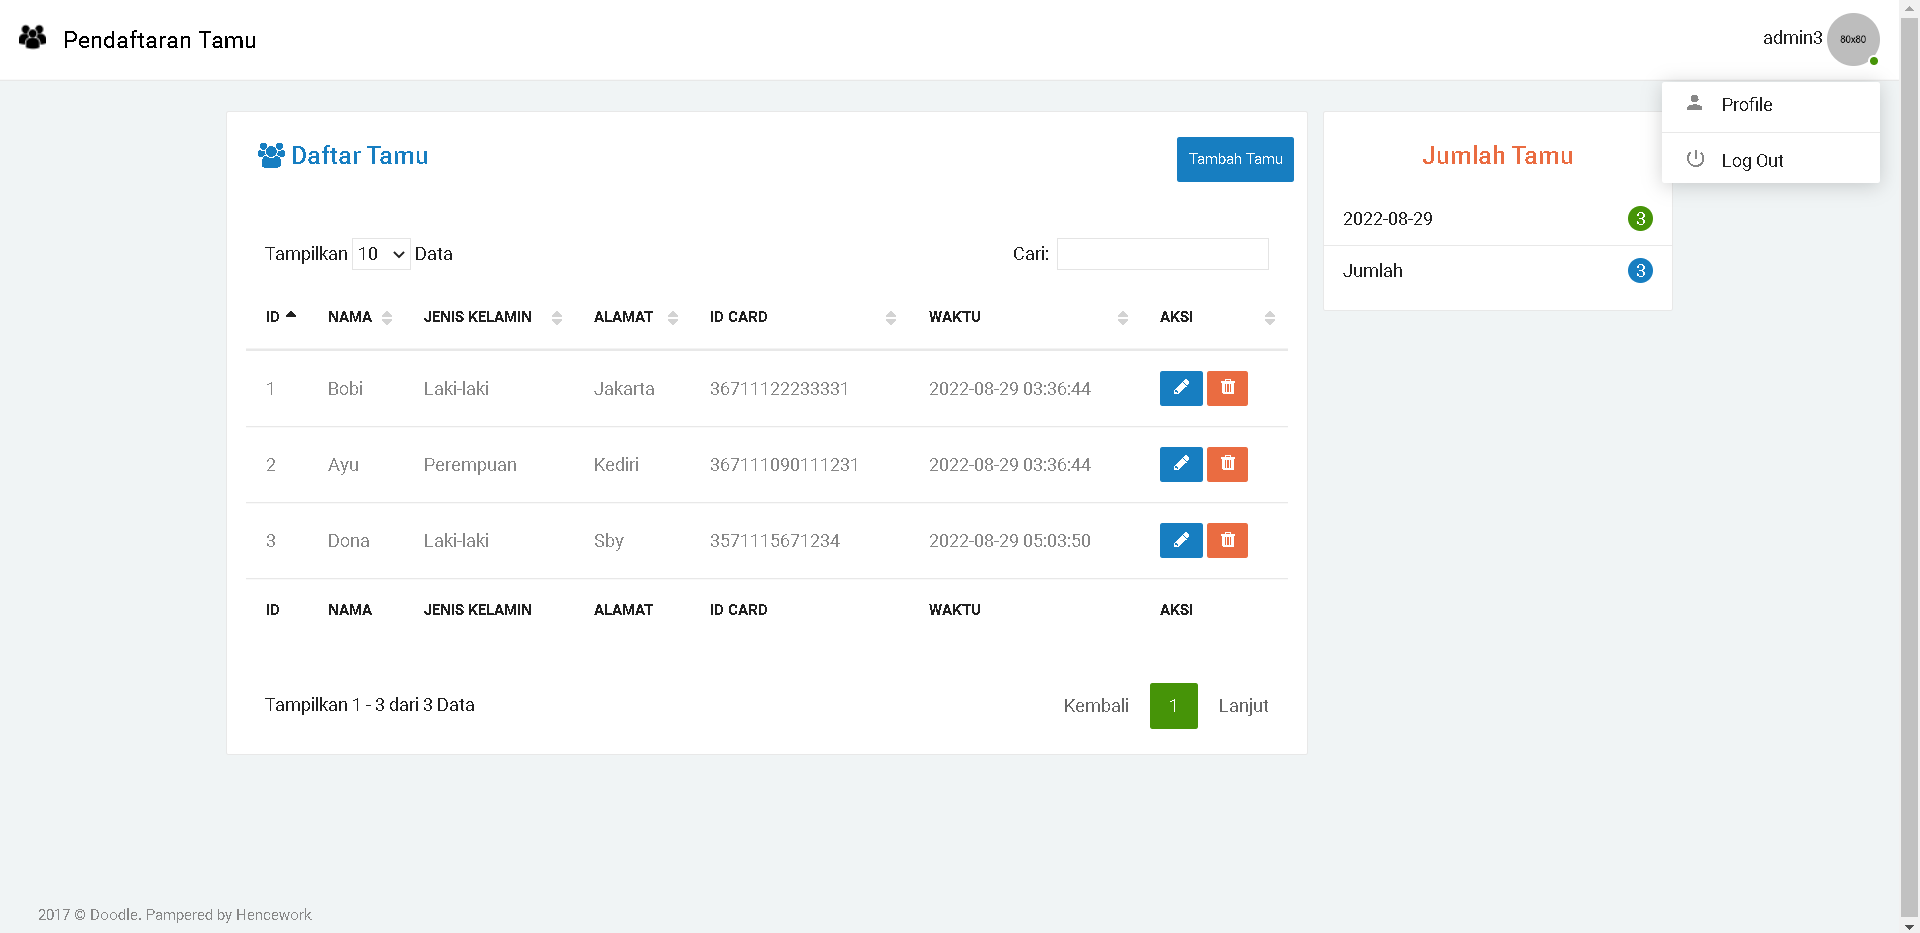 Pendaftaran Tamu
admin3
80x80
Profile
Log Out
Daftar Tamu
Tambah Tamu
Jumlah Tamu
2022-08-29 3
Jumlah 3
Tampilkan 10 Data
Cari:
ID NAMA JENIS KELAMIN ALAMAT ID CARD WAKTU AKSI
1 Bobi Laki-laki Jakarta 36711122233331 2022-08-29 03:36:44
2 Ayu Perempuan Kediri 367111090111231 2022-08-29 03:36:44
3 Dona Laki-laki Sby 3571115671234 2022-08-29 05:03:50
ID NAMA JENIS KELAMIN ALAMAT ID CARD WAKTU AKSI
Tampilkan 1 - 3 dari 3 Data
Kembali 1 Lanjut
2017 © Doodle. Pampered by Hencework